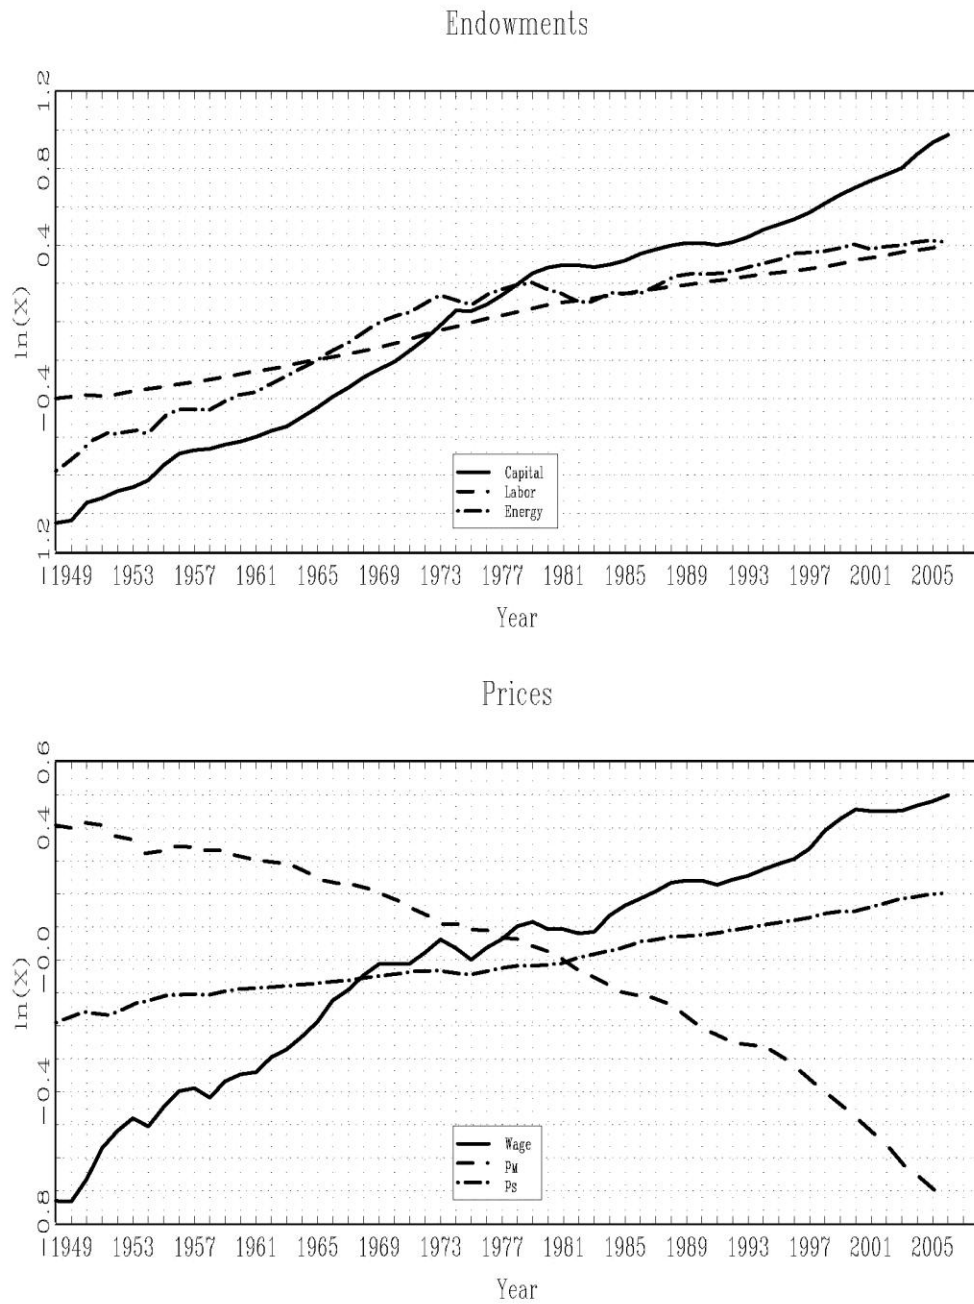 Endowments
1.2
0.8
0.4
ln(X)
−0.4
1.2
Capital
Labor
Energy
1949 1953 1957 1961 1965 1969 1973 1977 1981 1985 1989 1993 1997 2001 2005
Year
Prices
0.6
0.4
−0.0
ln(X)
−0.4
0.8
Wage
PM
PS
1949 1953 1957 1961 1965 1969 1973 1977 1981 1985 1989 1993 1997 2001 2005
Year